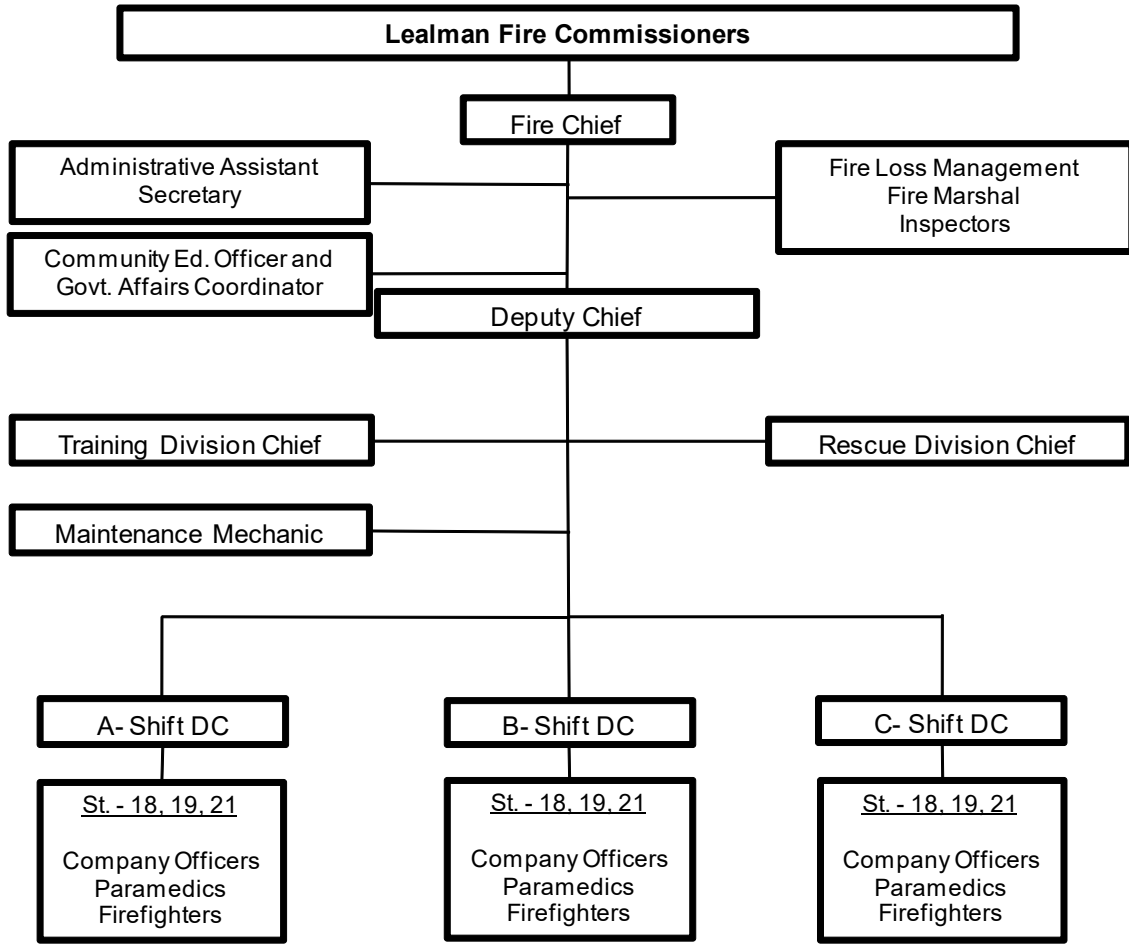 Lealman Fire Commissioners
Fire Chief
Administrative Assistant
Secretary
Fire Loss Management
Fire Marshal
Inspectors
Community Ed. Officer and
Govt. Affairs Coordinator
Deputy Chief
Training Division Chief
Rescue Division Chief
Maintenance Mechanic
A- Shift DC
B- Shift DC
C- Shift DC
St. - 18, 19, 21
Company Officers
Paramedics
Firefighters
St. - 18, 19, 21
Company Officers
Paramedics
Firefighters
St. - 18, 19, 21
Company Officers
Paramedics
Firefighters